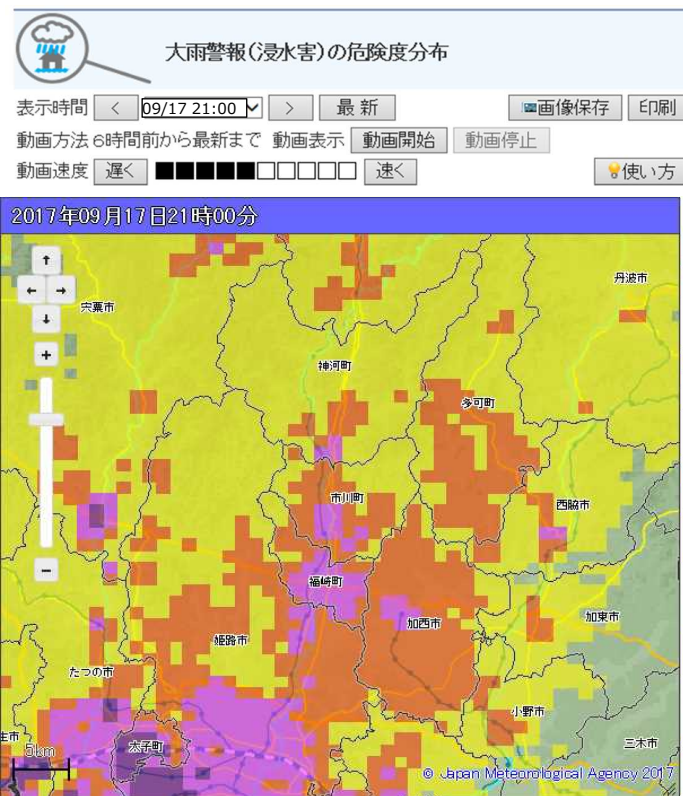 大雨警報(浸水害)の危険度分布
表示時間 < 09/17 21:00 > 最新 画像保存 印刷
動画方法 6時間前から最新まで 動画表示 動画開始 動画停止
動画速度 遅く 速く 使い方
2017年09月17日21時00分
丹波市
宍粟市
神河町
多可町
市川町
西脇市
福崎町
加西市
加東市
姫路市
たつの市
小野市
生市
太子町
三木市
5km
© Japan Meteorological Agency 2017